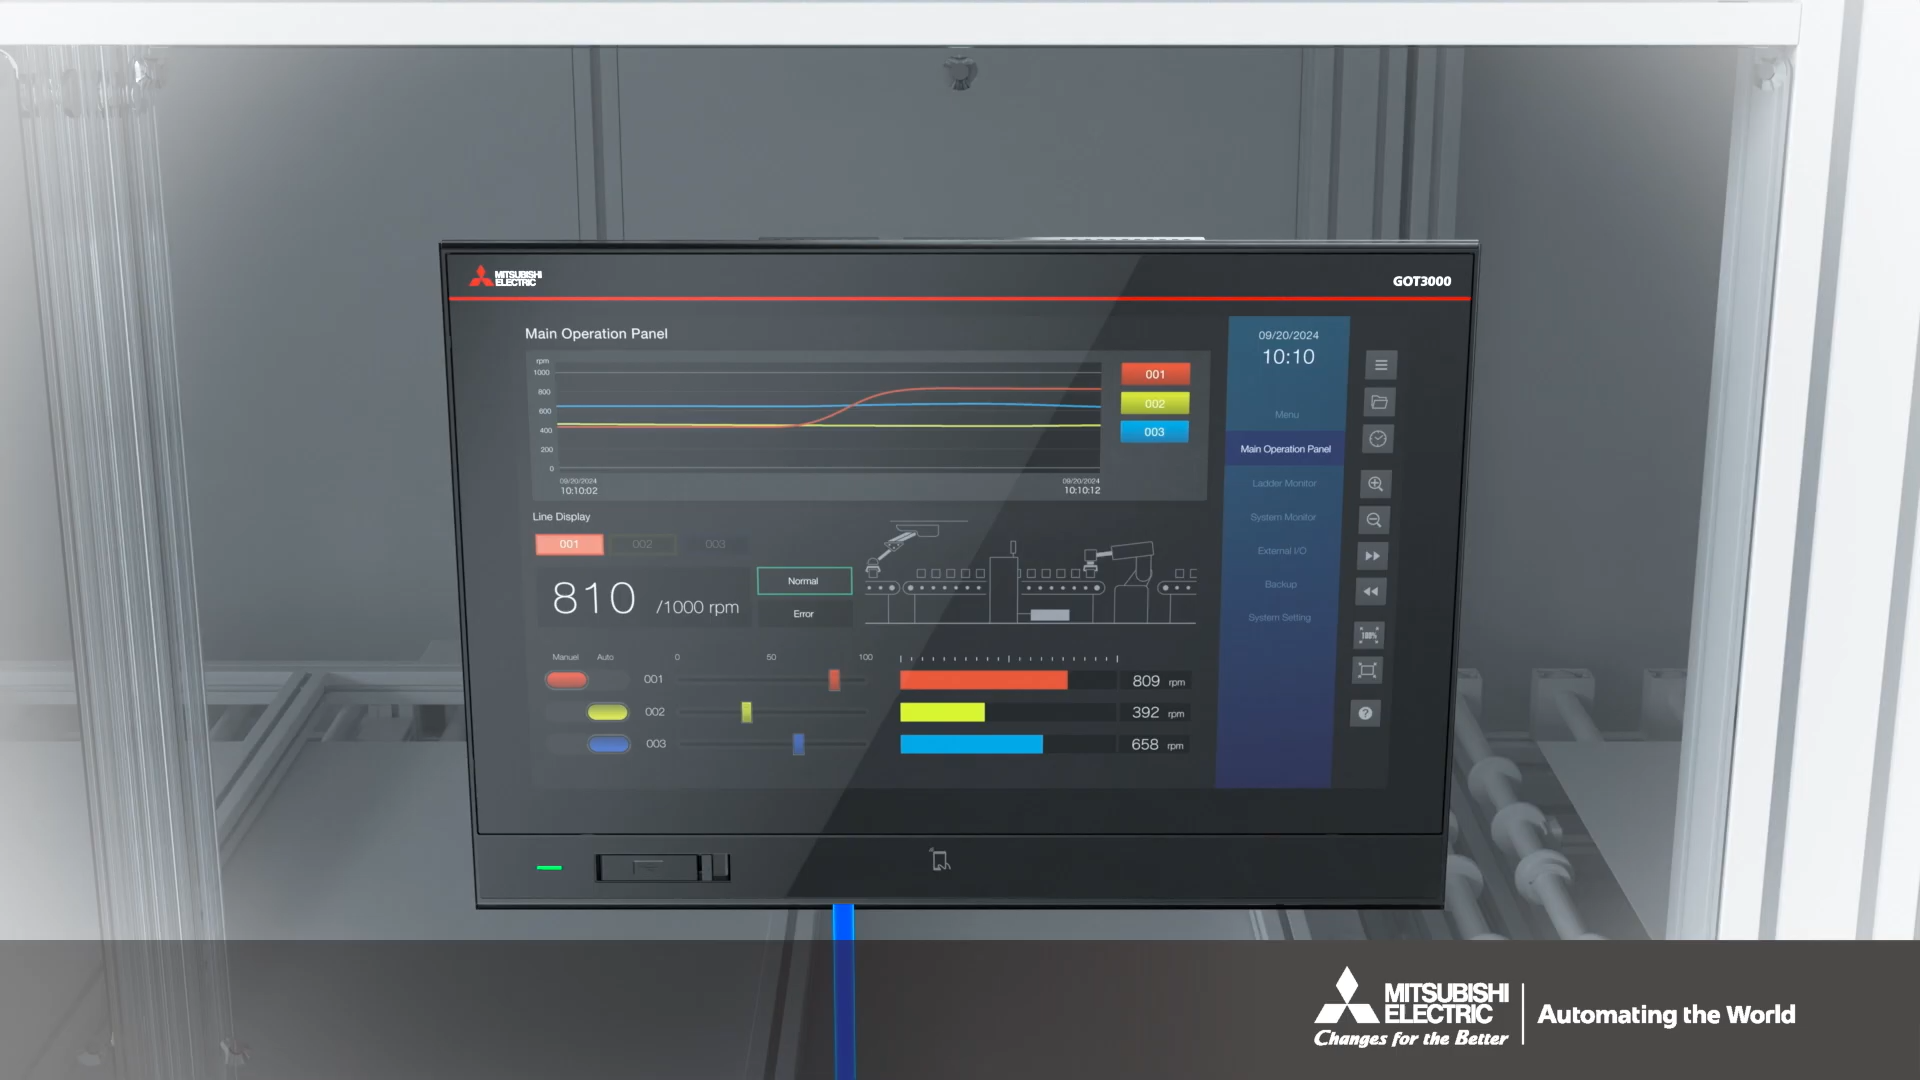 MITSUBISHI
ELECTRIC
GOT3000
Main Operation Panel
rpm
1000
800
600
400
200
0
09/20/2024
10:10:02
09/20/2024
10:10:12
001
002
003
Line Display
001
002
003
810 /1000 rpm
Normal
Error
Manuel Auto
0 50 100
001
809 rpm
002
392 rpm
003
658 rpm
09/20/2024
10:10
Menu
Main Operation Panel
Ladder Monitor
System Monitor
External I/O
Backup
System Setting
100%
?
MITSUBISHI
ELECTRIC
Changes for the Better
Automating the World